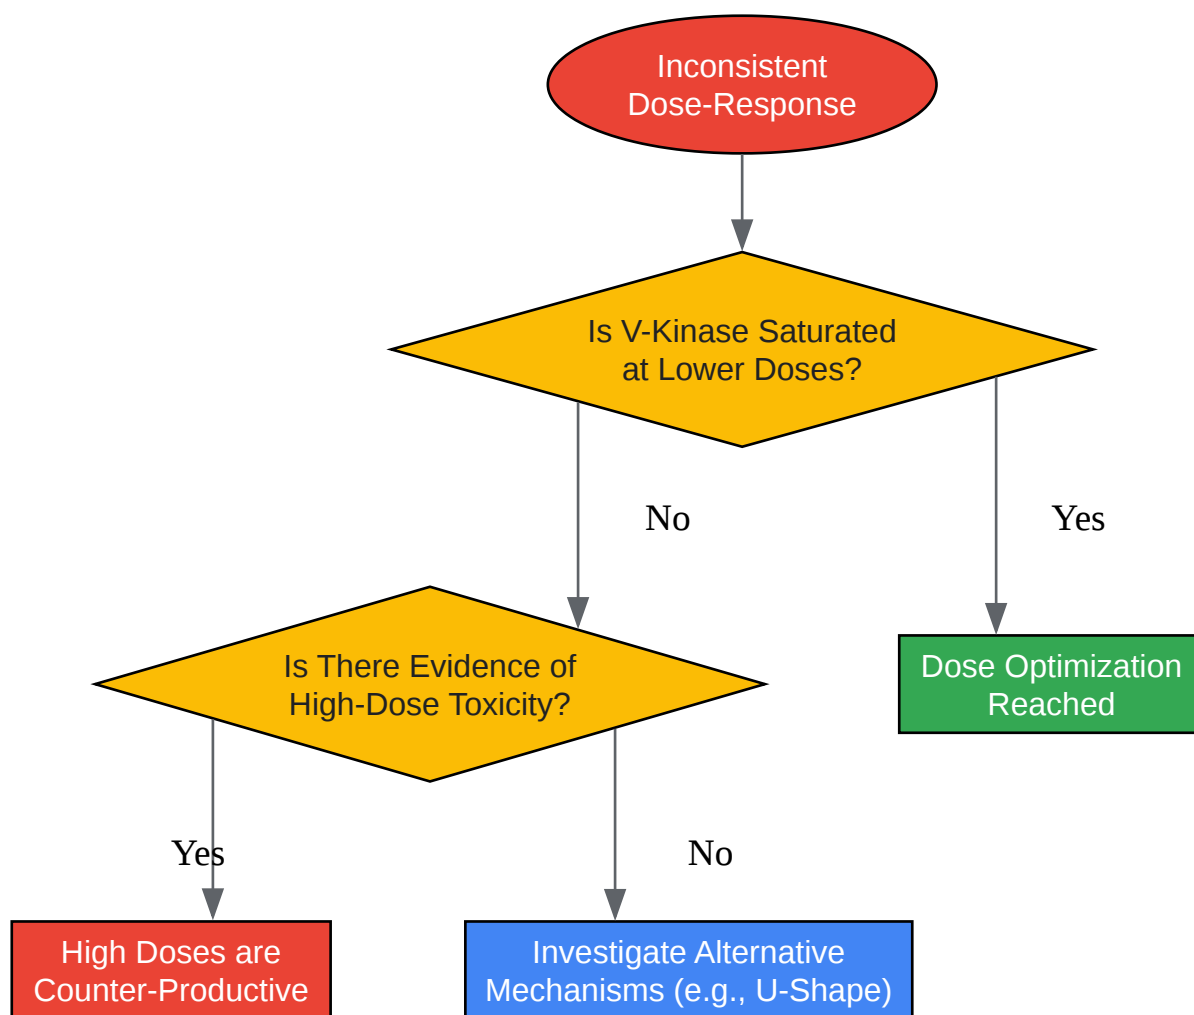 Inconsistent
Dose-Response
Is V-Kinase Saturated
at Lower Doses?
No
Yes
Is There Evidence of
High-Dose Toxicity?
Dose Optimization
Reached
Yes
No
High Doses are
Counter-Productive
Investigate Alternative
Mechanisms (e.g., U-Shape)